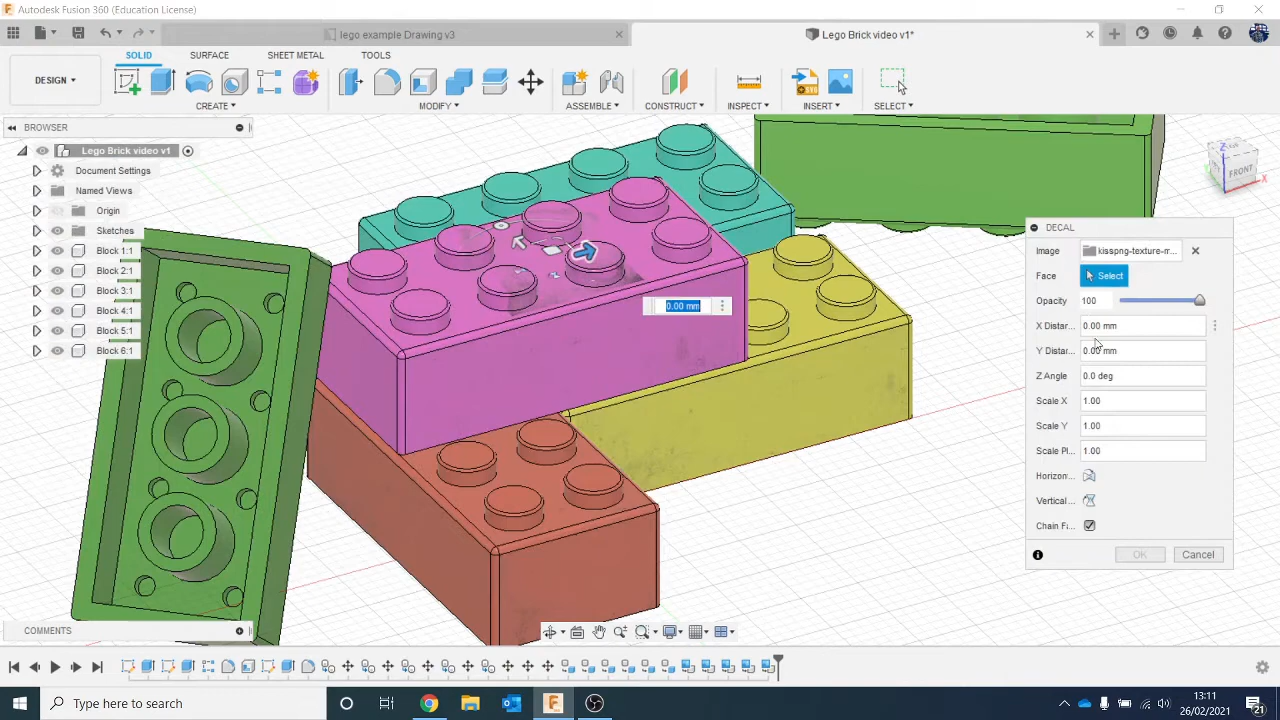 Autodesk Fusion 360 (Education License)
lego example Drawing v3
Lego Brick video v1*
SOLID SURFACE SHEET METAL TOOLS
DESIGN
CREATE MODIFY ASSEMBLE CONSTRUCT INSPECT INSERT SELECT
BROWSER
Lego Brick video v1
Document Settings
Named Views
Origin
Sketches
Block 1:1
Block 2:1
Block 3:1
Block 4:1
Block 5:1
Block 6:1
FRONT
Z
X
0.00 mm
DECAL
Image kisspng-texture-m...
Face Select
Opacity 100
X Distar... 0.00 mm
Y Distar... 0.00 mm
Z Angle 0.0 deg
Scale X 1.00
Scale Y 1.00
Scale Pl... 1.00
Horizon...
Vertical ...
Chain Fi...
OK Cancel
COMMENTS
Type here to search
13:11
26/02/2021
21